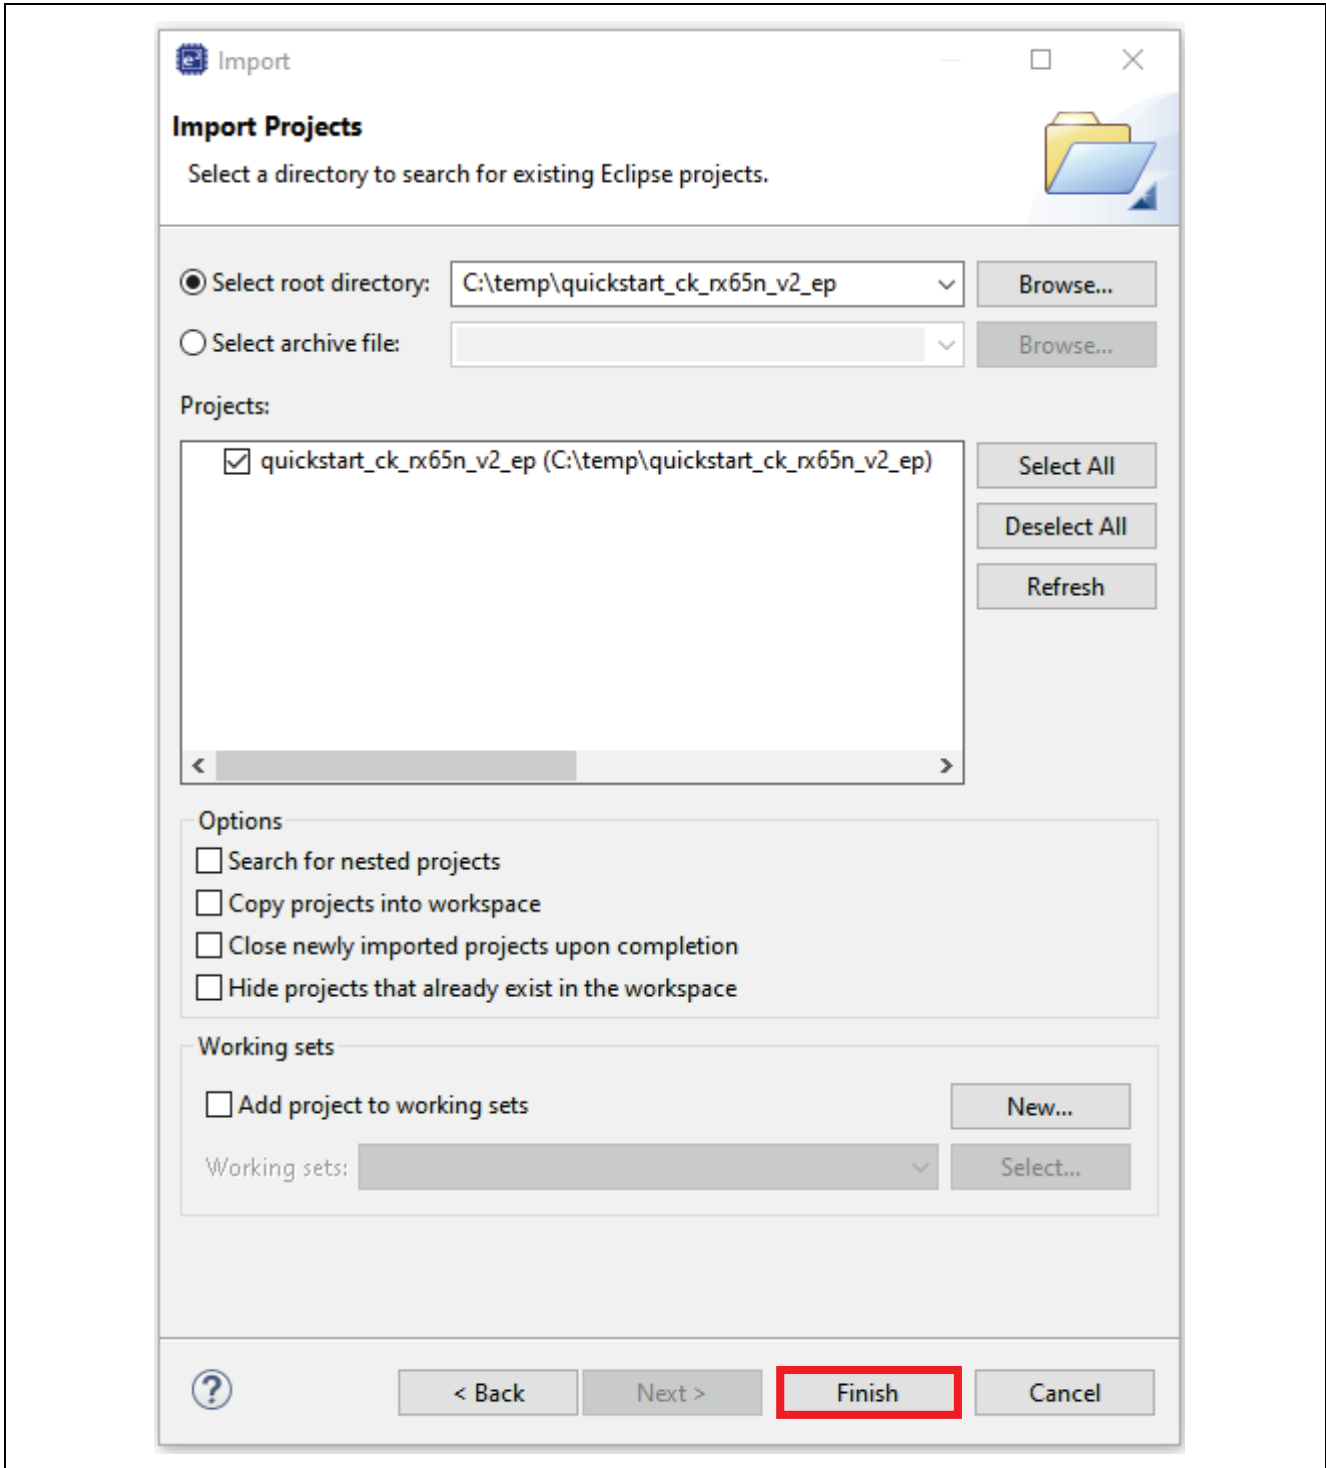 Import
Import Projects
Select a directory to search for existing Eclipse projects.
Select root directory: C:\temp\quickstart_ck_rx65n_v2_ep Browse...
Select archive file: Browse...
Projects:
quickstart_ck_rx65n_v2_ep (C:\temp\quickstart_ck_rx65n_v2_ep)
Select All
Deselect All
Refresh
Options
Search for nested projects
Copy projects into workspace
Close newly imported projects upon completion
Hide projects that already exist in the workspace
Working sets
Add project to working sets New...
Working sets: Select...
? < Back Next > Finish Cancel